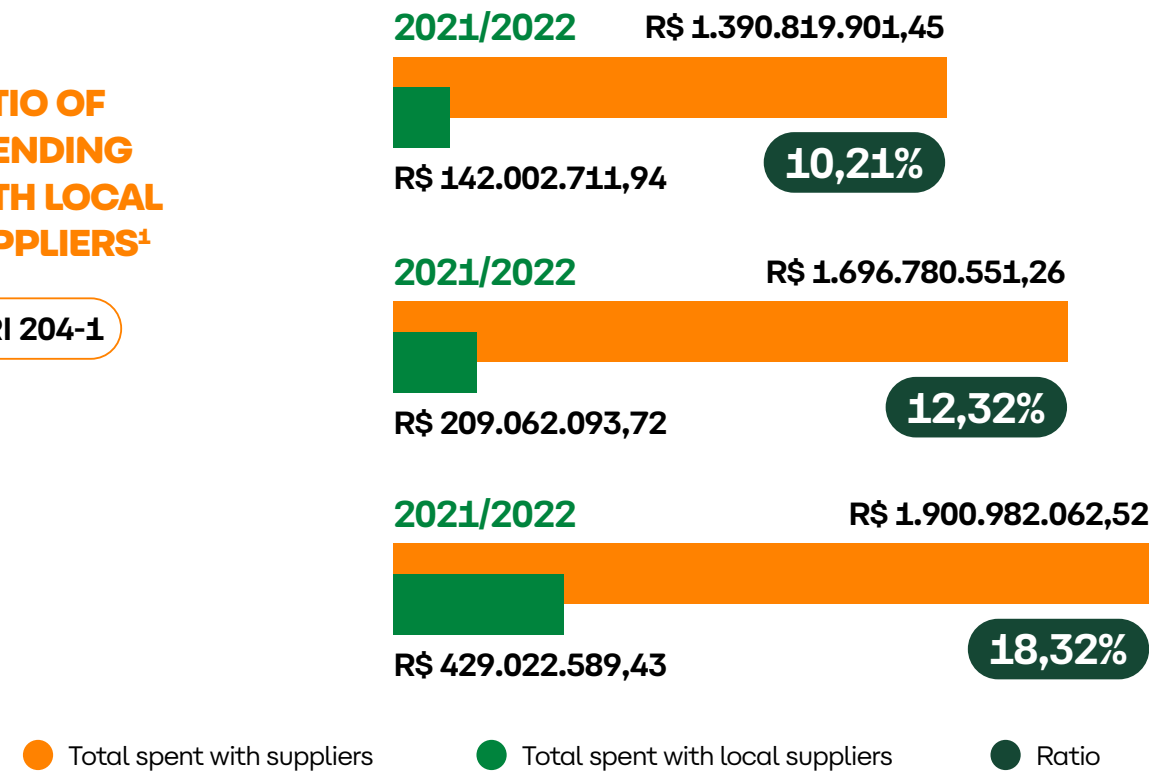 TIO OF
ENDING
TH LOCAL
PPLIERS¹
RI 204-1
2021/2022 R$ 1.390.819.901,45
R$ 142.002.711,94 10,21%
2021/2022 R$ 1.696.780.551,26
R$ 209.062.093,72 12,32%
2021/2022 R$ 1.900.982.062,52
R$ 429.022.589,43 18,32%
Total spent with suppliers Total spent with local suppliers Ratio